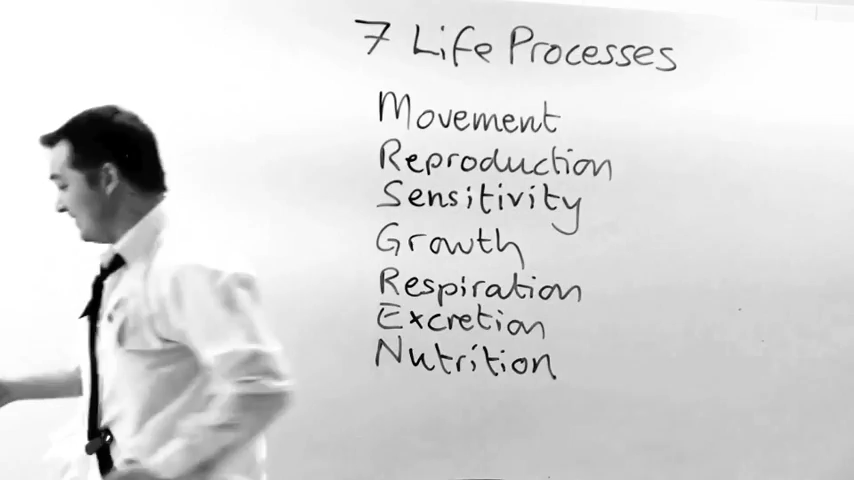 7 Life Processes
Movement
Reproduction
Sensitivity
Growth
Respiration
Excretion
Nutrition